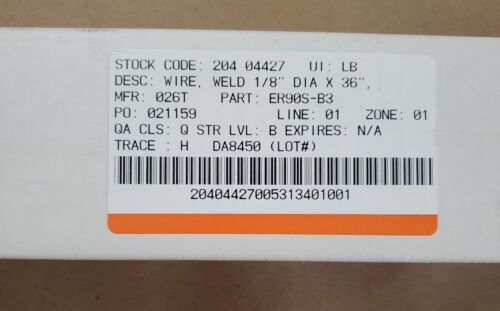 STOCK CODE: 204 04427 UI: LB
DESC: WIRE, WELD 1/8" DIA X 36",
MFR: 026T PART: ER90S-B3
PO: 021159 LINE: 01 ZONE: 01
QA CLS: Q STR LVL: B EXPIRES: N/A
TRACE : H DA8450 (LOT#)
20404427005313401001